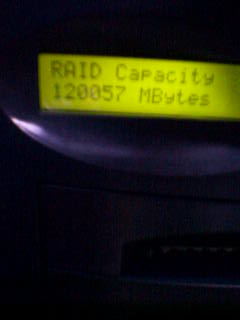 RAID Capacity
120057 MBytes